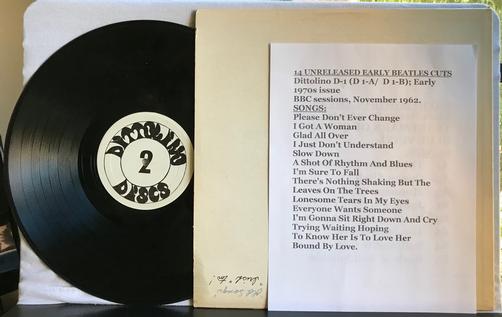 DITTOLINO
2
DISCS
14 UNRELEASED EARLY BEATLES CUTS
Dittolino D-1 (D 1-A/ D 1-B); Early
1970s issue
BBC sessions, November 1962.
SONGS:
Please Don't Ever Change
I Got A Woman
Glad All Over
I Just Don't Understand
Slow Down
A Shot Of Rhythm And Blues
I'm Sure To Fall
There's Nothing Shaking But The
Leaves On The Trees
Lonesome Tears In My Eyes
Everyone Wants Someone
I'm Gonna Sit Right Down And Cry
Trying Waiting Hoping
To Know Her Is To Love Her
Bound By Love.